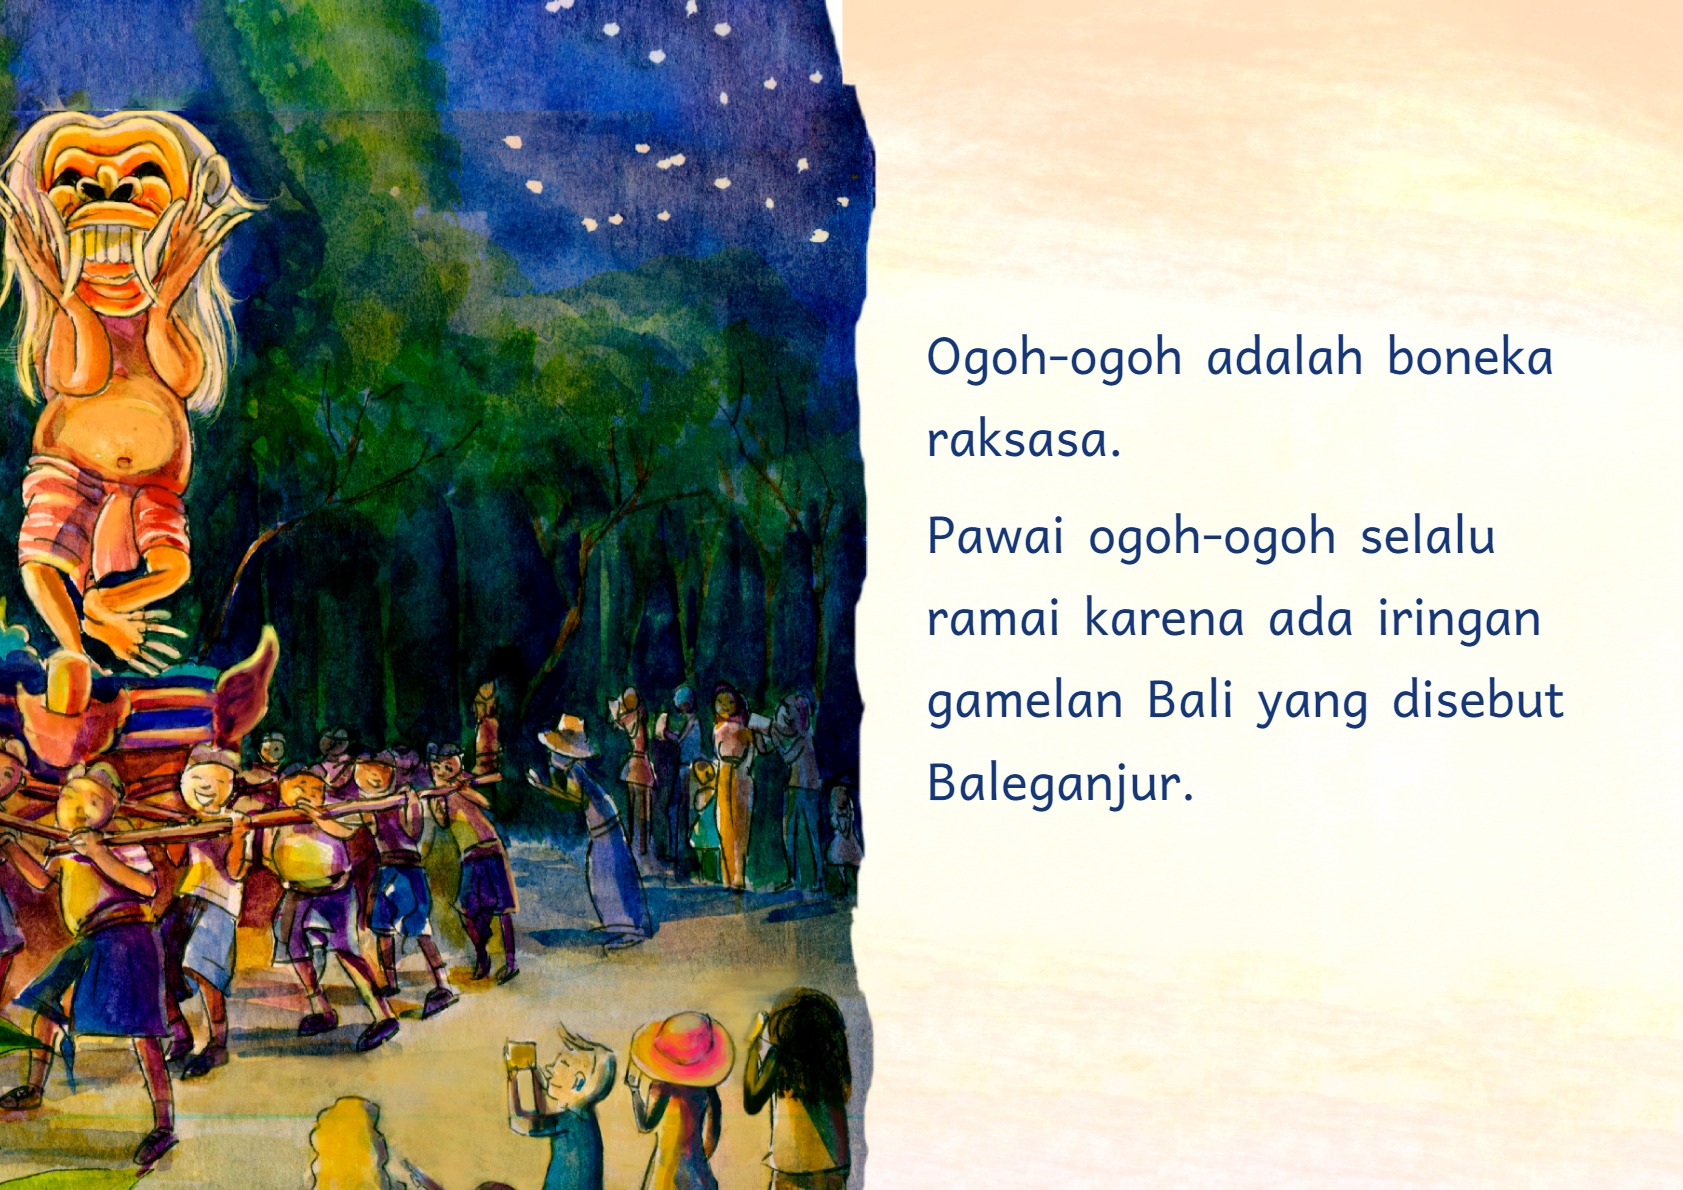 Ogoh-ogoh adalah boneka
raksasa.
Pawai ogoh-ogoh selalu
ramai karena ada iringan
gamelan Bali yang disebut
Baleganjur.